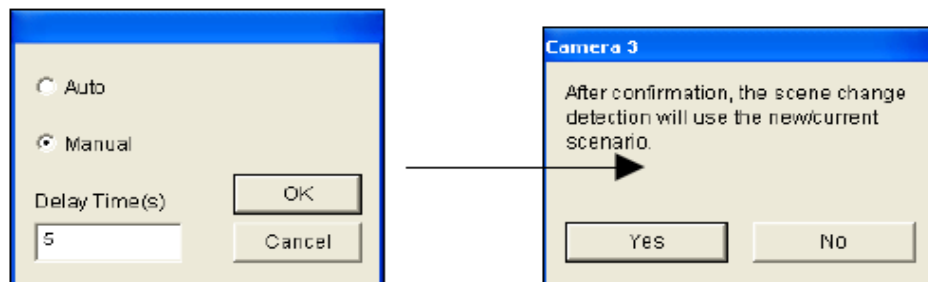 Auto
Manual
Delay Time(s)
5
OK
Cancel
Camera 3
After confirmation, the scene change
detection will use the new/current
scenario.
Yes
No